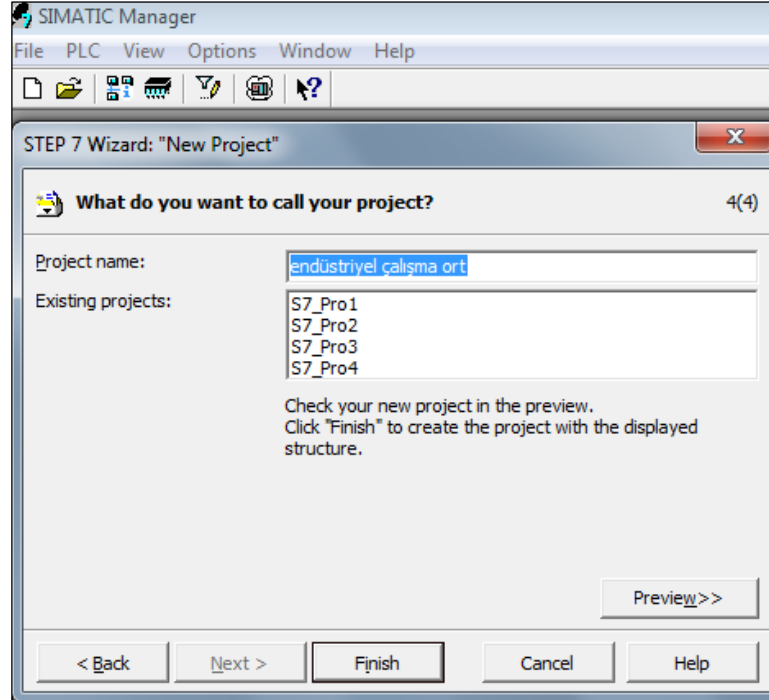 SIMATIC Manager
File PLC View Options Window Help
STEP 7 Wizard: "New Project"
What do you want to call your project? 4(4)
Project name: endüstriyel çalışma ort
Existing projects: S7_Pro1
S7_Pro2
S7_Pro3
S7_Pro4
Check your new project in the preview.
Click "Finish" to create the project with the displayed
structure.
Preview>>
< Back Next > Finish Cancel Help